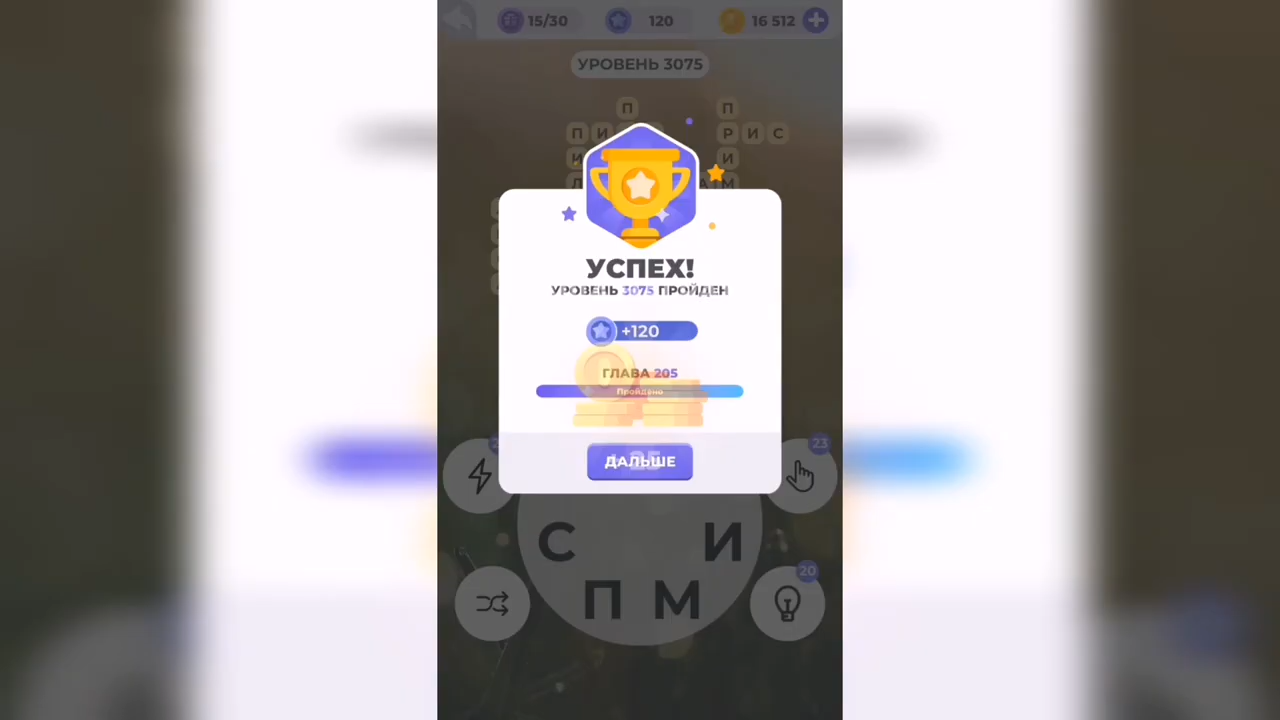 15/30 120 16 512
УРОВЕНЬ 3075
П П
П И Р И С
И И
Л А М
УСПЕХ!
УРОВЕНЬ 3075 ПРОЙДЕН
+120
ГЛАВА 205
Пройдено
ДАЛЬШЕ
23
С И
П М
20